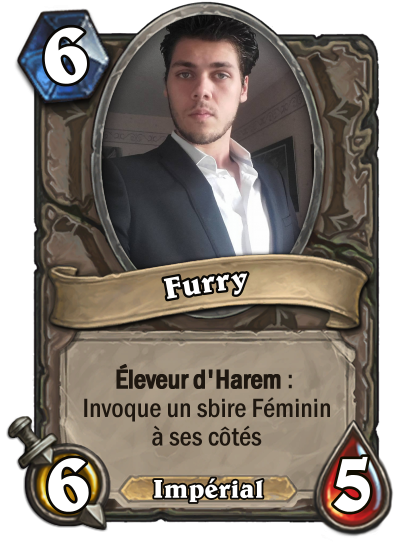 6
Furry
Éleveur d'Harem :
Invoque un sbire Féminin
à ses côtés
6
Impérial
5